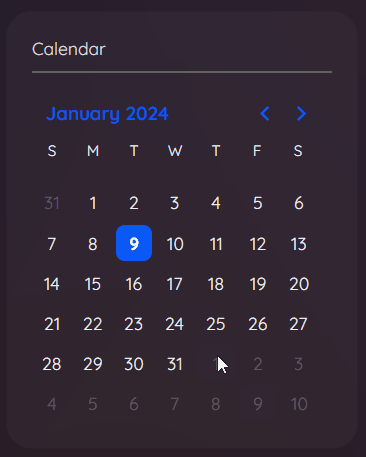 Calendar
January 2024
S M T W T F S
31 1 2 3 4 5 6
7 8 9 10 11 12 13
14 15 16 17 18 19 20
21 22 23 24 25 26 27
28 29 30 31 1 2 3
4 5 6 7 8 9 10